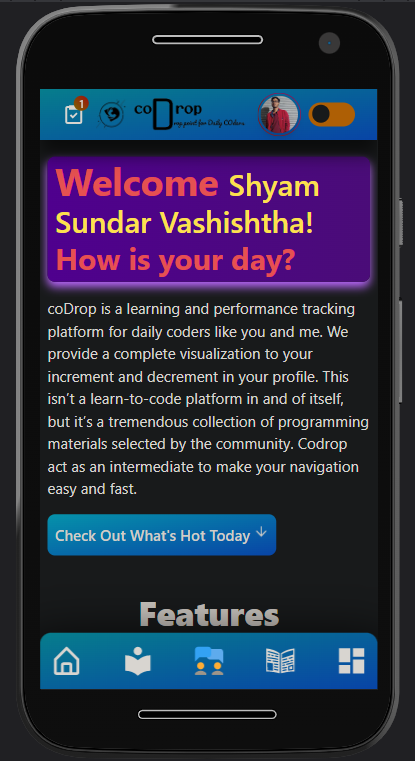 1
coDrop
my point for Daily COders
Welcome Shyam
Sundar Vashishtha!
How is your day?
coDrop is a learning and performance tracking
platform for daily coders like you and me. We
provide a complete visualization to your
increment and decrement in your profile. This
isn’t a learn-to-code platform in and of itself,
but it’s a tremendous collection of programming
materials selected by the community. Codrop
act as an intermediate to make your navigation
easy and fast.
Check Out What's Hot Today
Features